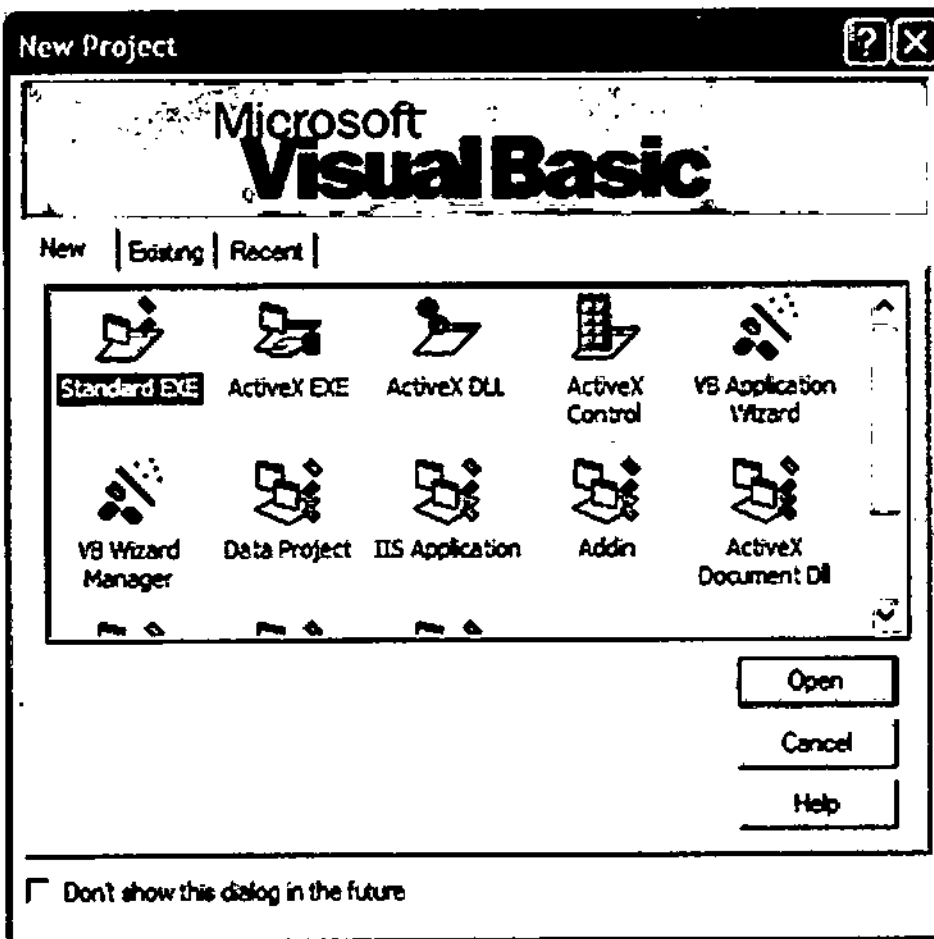 New Project
Microsoft
Visual Basic
New Existing Recent
Standard EXE ActiveX EXE ActiveX DLL ActiveX Control VB Application Wizard
VB Wizard Manager Data Project IIS Application Addin ActiveX Document Dll
Open
Cancel
Help
Don't show this dialog in the future